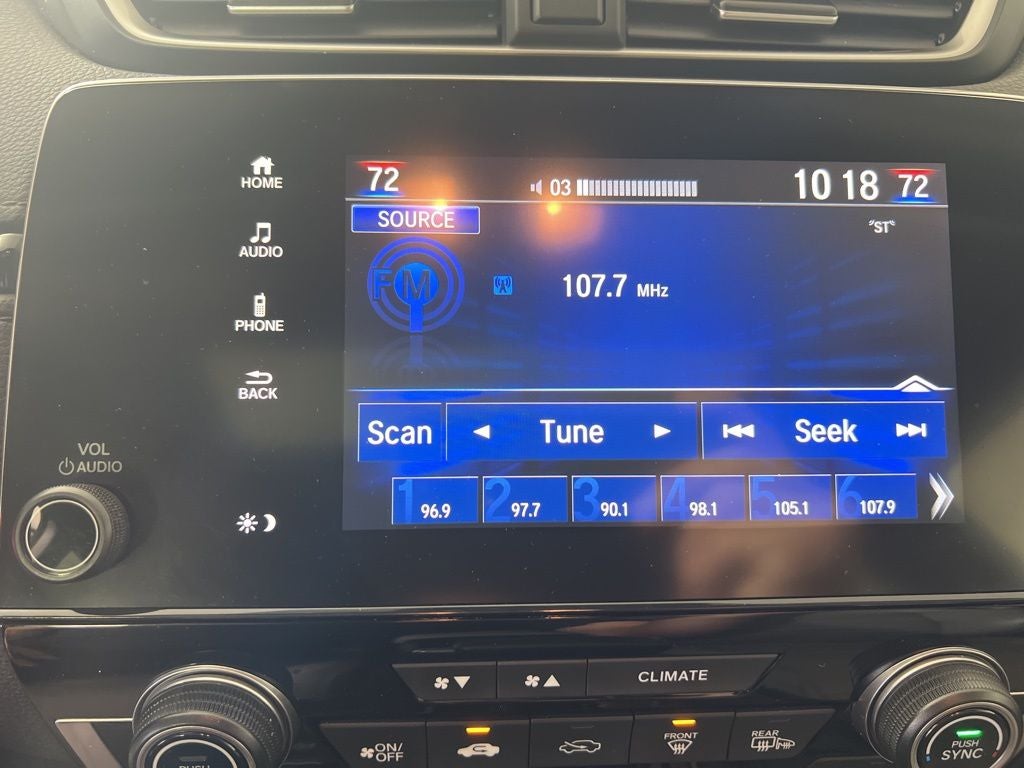 72 03 10 18 72
SOURCE
"ST"
FM
107.7 MHz
HOME
AUDIO
PHONE
BACK
Scan Tune Seek
1 96.9
2 97.7
3 90.1
4 98.1
5 105.1
6 107.9
VOL
AUDIO
CLIMATE
ON/
OFF
FRONT
REAR
PUSH
PUSH
SYNC